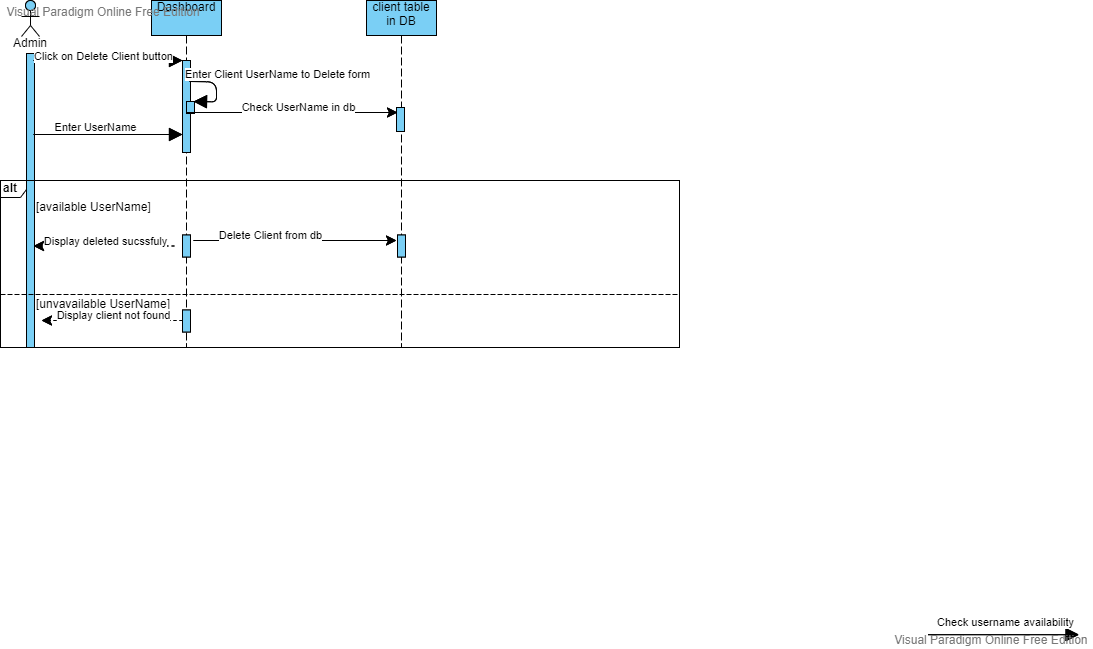 Visual Paradigm Online Free Edition
Dashboard
client table
in DB
Admin
Click on Delete Client button
Enter Client UserName to Delete form
Check UserName in db
Enter UserName
alt
[available UserName]
Display deleted sucssfuly
Delete Client from db
[unvavailable UserName]
Display client not found
Check username availability
Visual Paradigm Online Free Edition